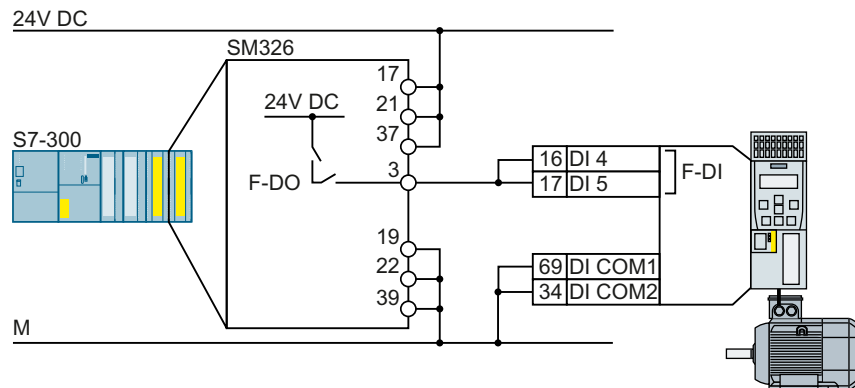 24V DC
SM326
17
24V DC
21
S7-300
37
16 DI 4
F-DO
3
17 DI 5
F-DI
19
22
69 DI COM1
39
34 DI COM2
M